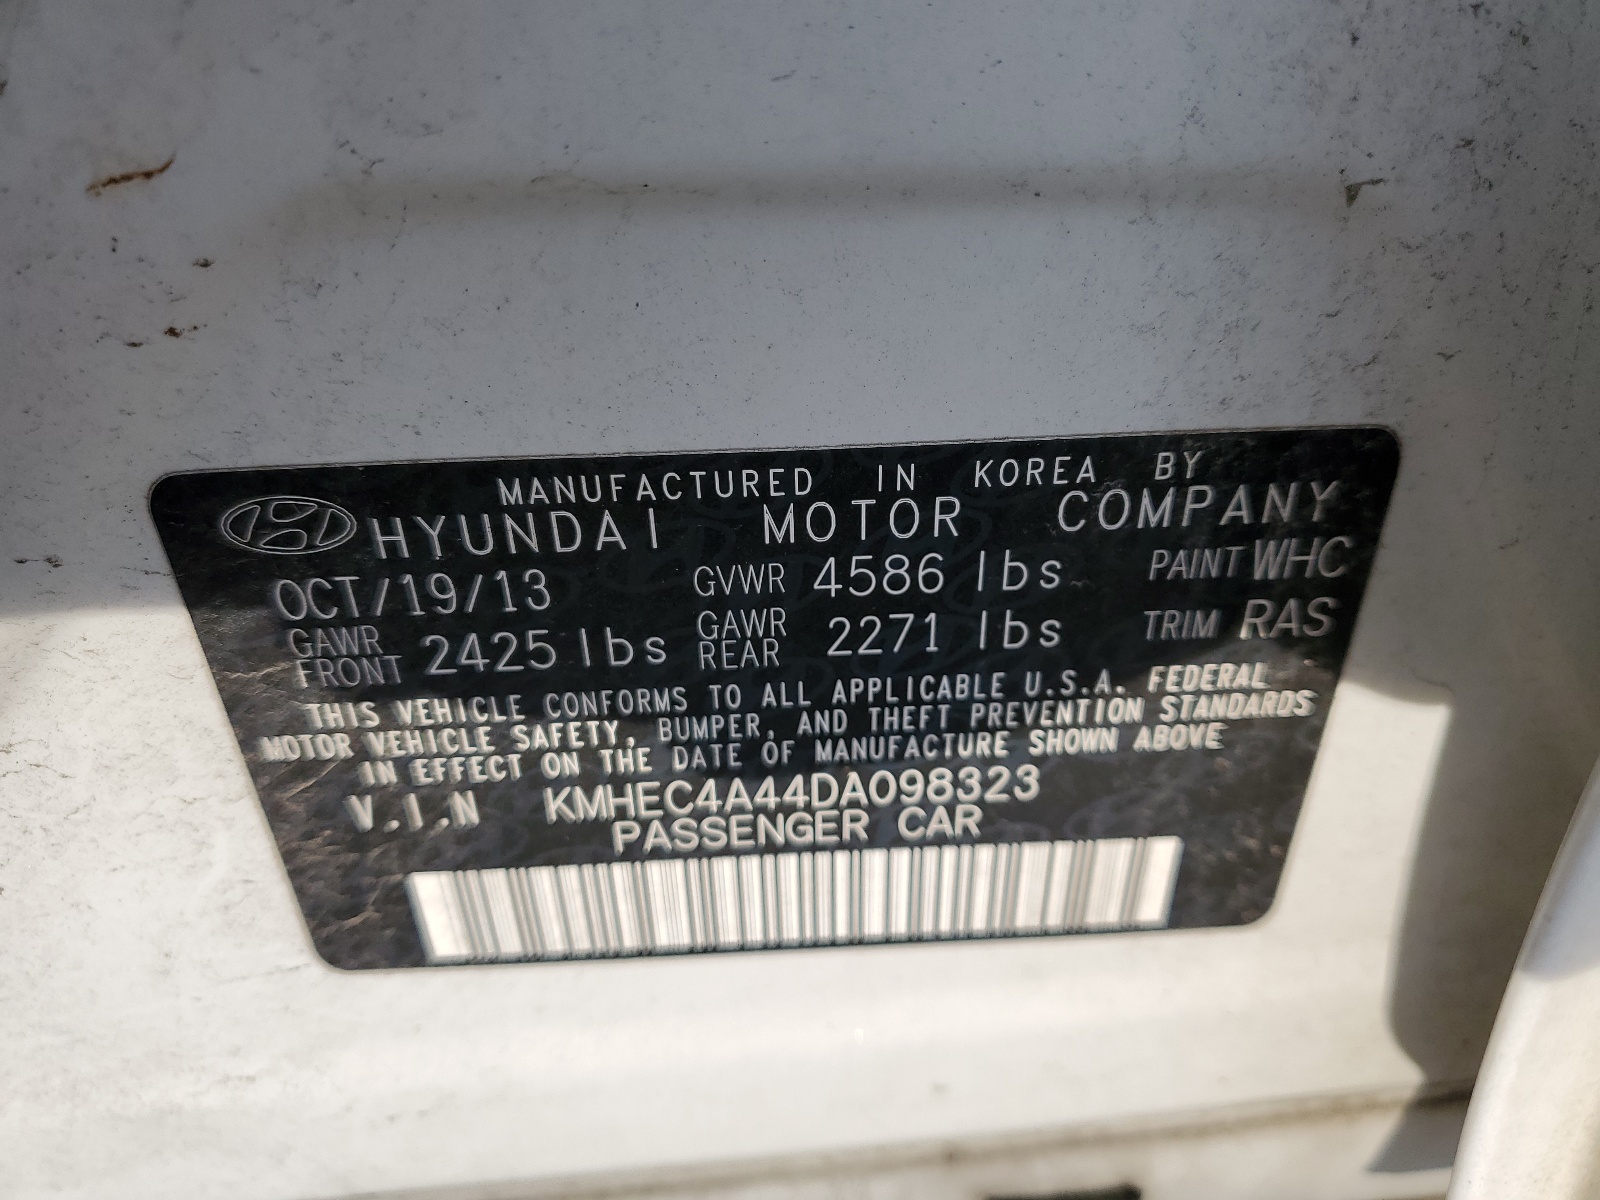 MANUFACTURED IN KOREA BY
HYUNDAI MOTOR COMPANY
OCT/19/13 GVWR 4586 lbs PAINT WHC
GAWR FRONT 2425 lbs GAWR REAR 2271 lbs TRIM RAS
THIS VEHICLE CONFORMS TO ALL APPLICABLE U.S.A. FEDERAL
MOTOR VEHICLE SAFETY, BUMPER, AND THEFT PREVENTION STANDARDS
IN EFFECT ON THE DATE OF MANUFACTURE SHOWN ABOVE
V.I.N KMHEC4A44DA098323
PASSENGER CAR